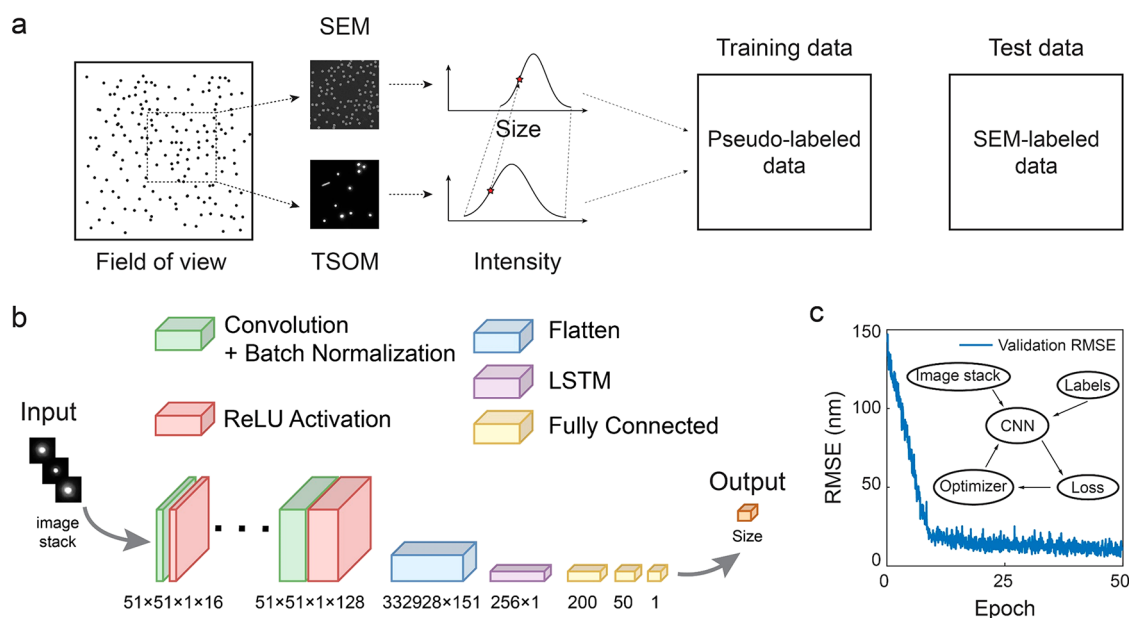 a
SEM
Training data
Test data
Size
Pseudo-labeled
data
SEM-labeled
data
Field of view
TSOM
Intensity
b
Convolution
+ Batch Normalization
Flatten
LSTM
ReLU Activation
Fully Connected
Input
image
stack
Output
Size
51×51×1×16
51×51×1×128
332928×151
256×1
200
50
1
c
150
100
50
0
RMSE (nm)
Validation RMSE
Image stack
Labels
CNN
Optimizer
Loss
0
25
50
Epoch